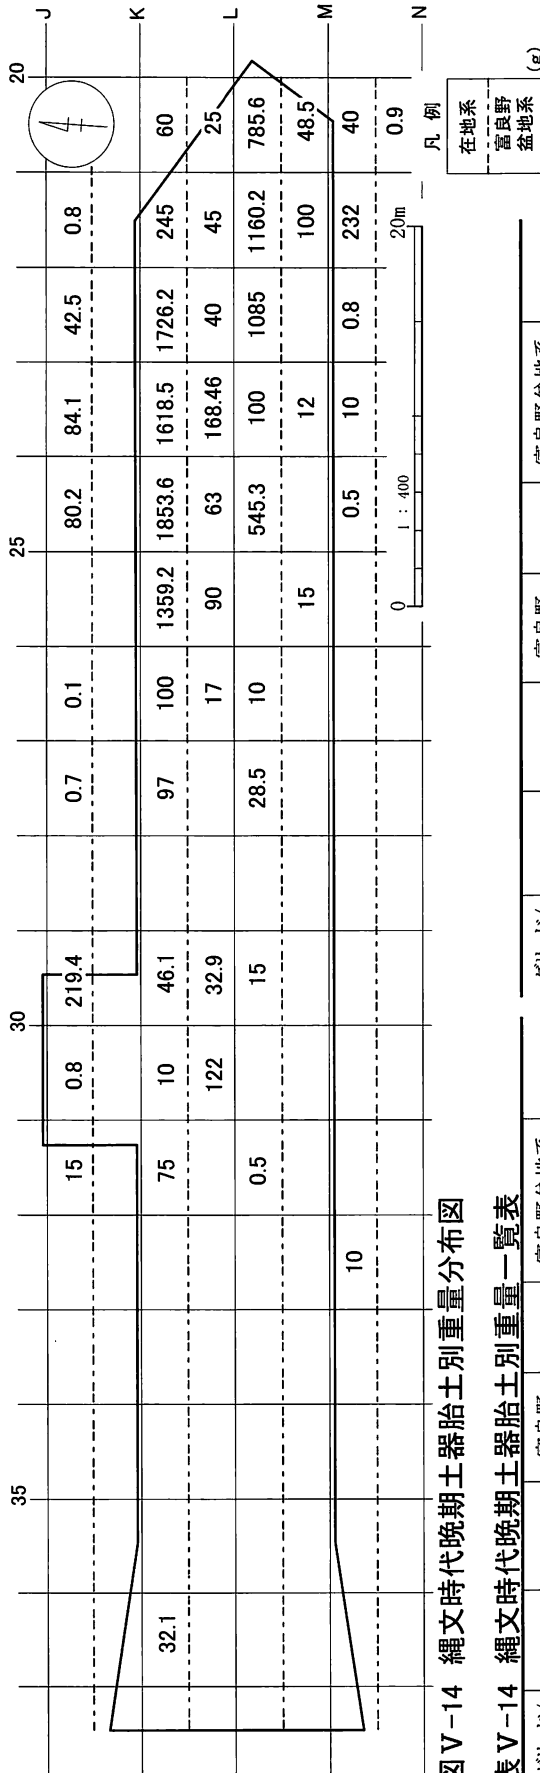 35 30 25 20
J
15 0.8 219.4 0.7 0.1 80.2 84.1 42.5 0.8
K
32.1 75 10 46.1 97 100 1359.2 1853.6 1618.5 1726.2 245 60
122 32.9 17 90 63 168.46 40 45 25
L
0.5 15 28.5 10 545.3 100 1085 1160.2 785.6
15 12 100 48.5
M
10 0.5 10 0.8 232 40
0.9
N
0 1：400 20m
凡 例
在地系
富良野
盆地系
図Ⅴ-14 縄文時代晩期土器胎土別重量分布図
表Ⅴ-14 縄文時代晩期土器胎土別重量一覧表
(g)